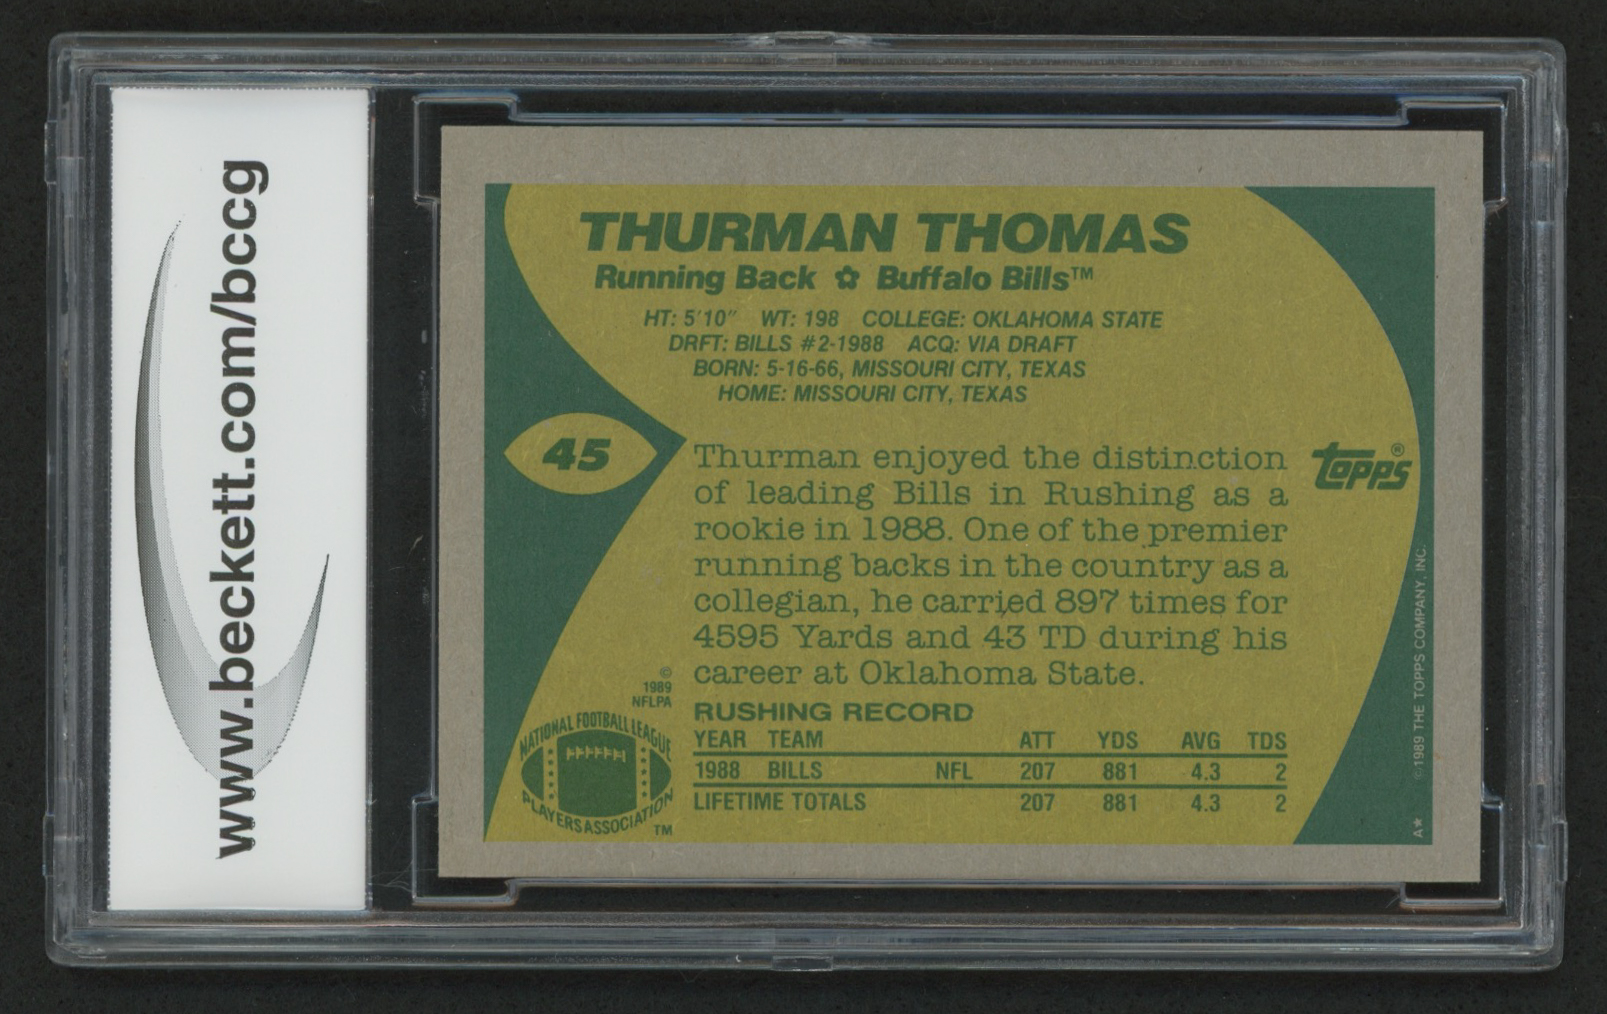 www.beckett.com/bccg
THURMAN THOMAS
Running Back ✿ Buffalo Bills™
HT: 5'10" WT: 198 COLLEGE: OKLAHOMA STATE
DRFT: BILLS #2-1988 ACQ: VIA DRAFT
BORN: 5-16-66, MISSOURI CITY, TEXAS
HOME: MISSOURI CITY, TEXAS
45
Thurman enjoyed the distinction
of leading Bills in Rushing as a
rookie in 1988. One of the premier
running backs in the country as a
collegian, he carried 897 times for
4595 Yards and 43 TD during his
career at Oklahoma State.
topps®
©
1989
NFLPA
NATIONAL FOOTBALL LEAGUE
PLAYERS ASSOCIATION
™
RUSHING RECORD
YEAR TEAM ATT YDS AVG TDS
1988 BILLS NFL 207 881 4.3 2
LIFETIME TOTALS 207 881 4.3 2
©1989 THE TOPPS COMPANY, INC.
A★